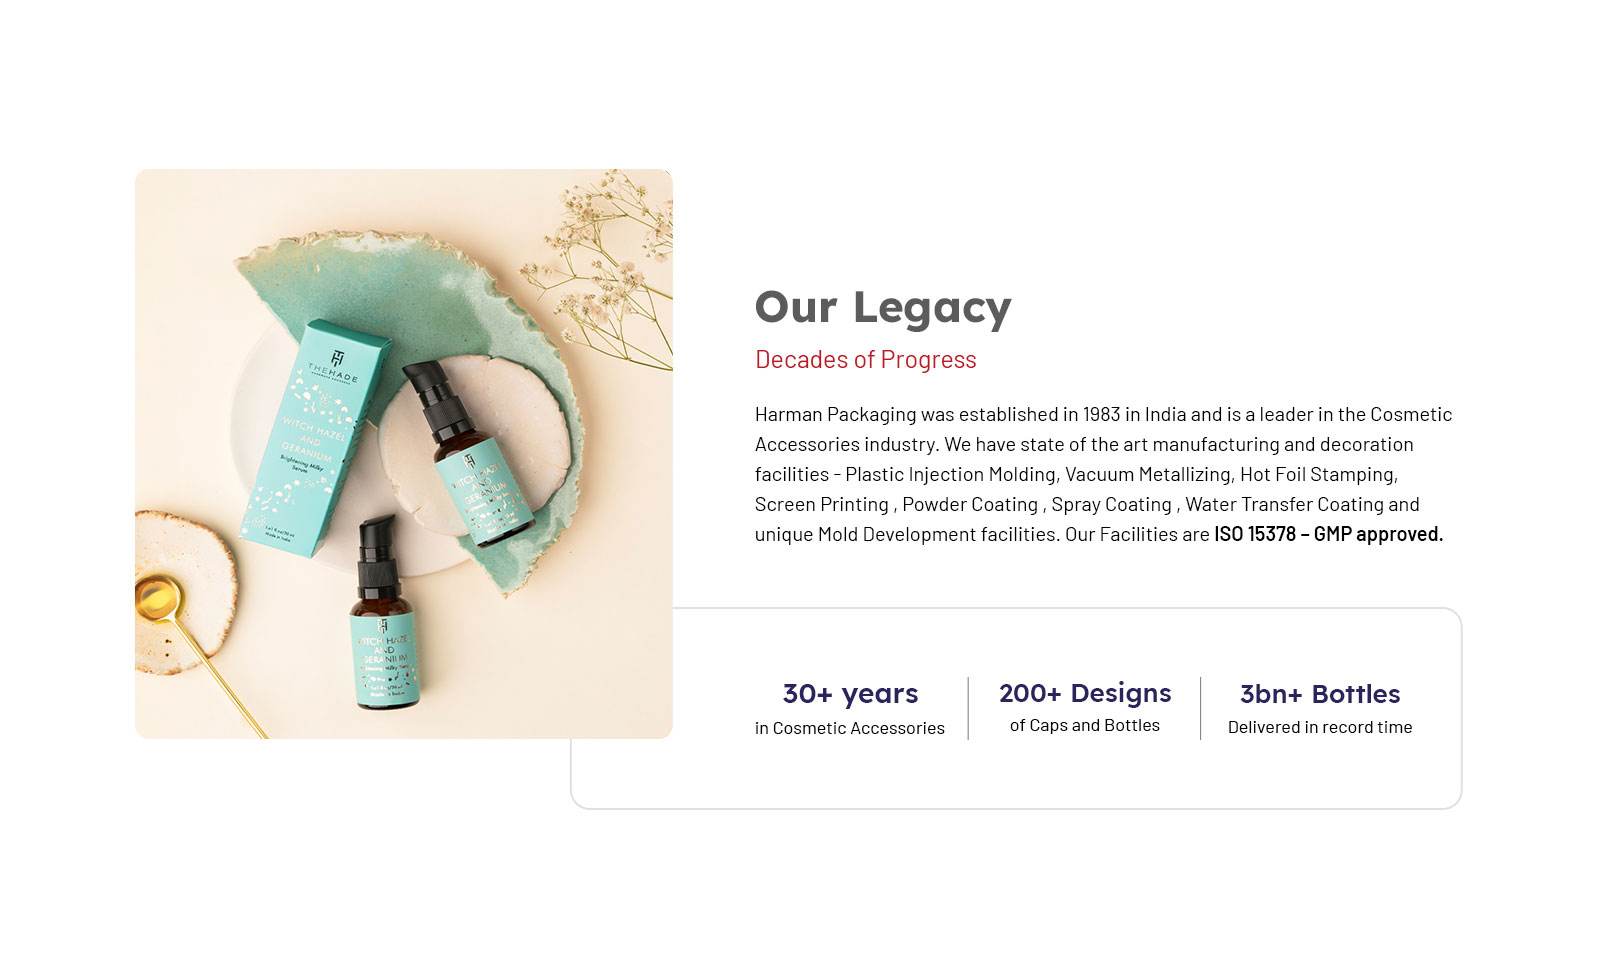 Our Legacy
Decades of Progress
Harman Packaging was established in 1983 in India and is a leader in the Cosmetic
Accessories industry. We have state of the art manufacturing and decoration
facilities - Plastic Injection Molding, Vacuum Metallizing, Hot Foil Stamping,
Screen Printing , Powder Coating , Spray Coating , Water Transfer Coating and
unique Mold Development facilities. Our Facilities are ISO 15378 – GMP approved.
30+ years
in Cosmetic Accessories
200+ Designs
of Caps and Bottles
3bn+ Bottles
Delivered in record time
THEHADE
WITCH HAZEL
AND
GERANIUM
Brightening Milky
Serum
Made in India
WITCH HAZEL
AND
GERANIUM
WITCH HAZEL
AND
GERANIUM